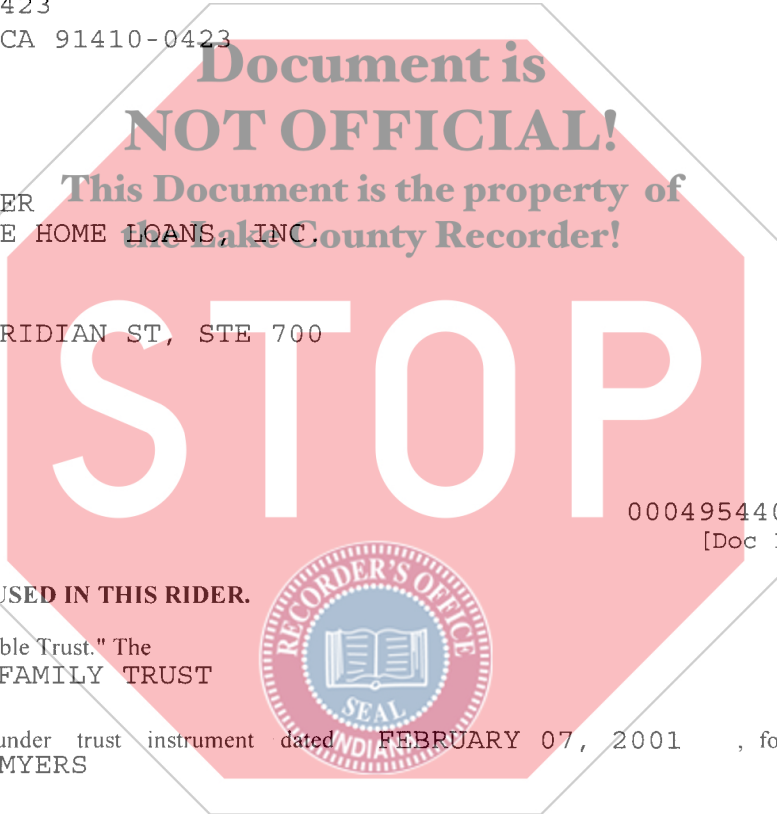 423
CA 91410-0423
Document is
NOT OFFICIAL!
This Document is the property of
the Lake County Recorder!
ER
E HOME LOANS, INC.
RIDIAN ST, STE 700
STOP
000495440
[Doc
USED IN THIS RIDER.
ble Trust." The
FAMILY TRUST
under trust instrument dated FEBRUARY 07, 2001 , fo
MYERS
RECORDER'S OFFICE
SEAL
INDIANA